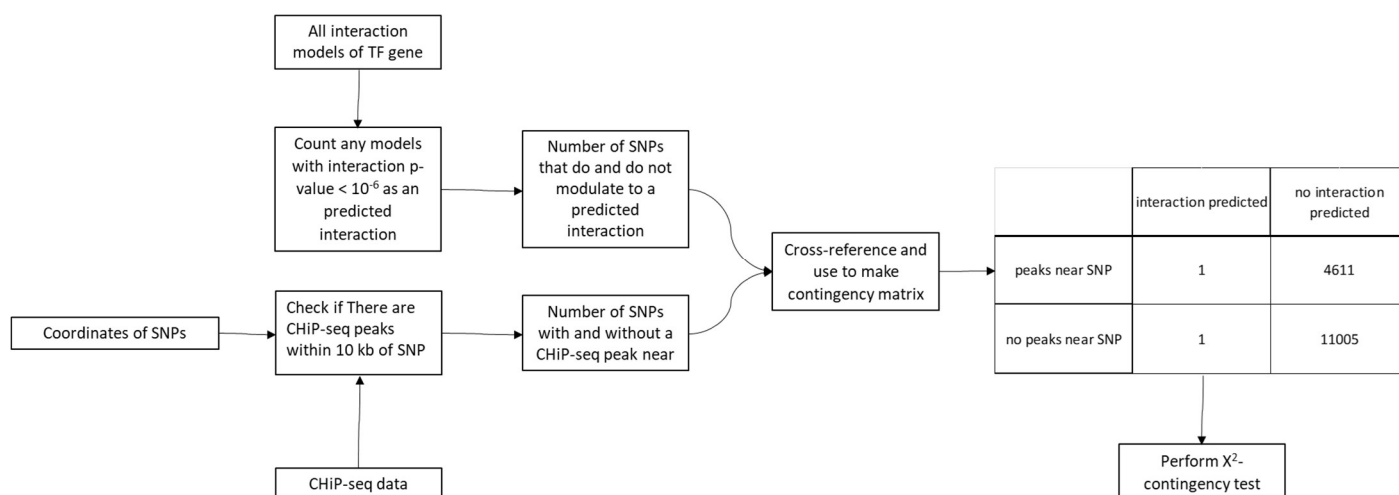 All interaction
models of TF gene
Count any models
with interaction p-
value < 10⁻⁶ as an
predicted
interaction
Number of SNPs
that do and do not
modulate to a
predicted
interaction
Coordinates of SNPs
Check if There are
CHiP-seq peaks
within 10 kb of SNP
Number of SNPs
with and without a
CHiP-seq peak near
CHiP-seq data
Cross-reference and
use to make
contingency matrix
interaction predicted
no interaction
predicted
peaks near SNP
1
4611
no peaks near SNP
1
11005
Perform X²-
contingency test